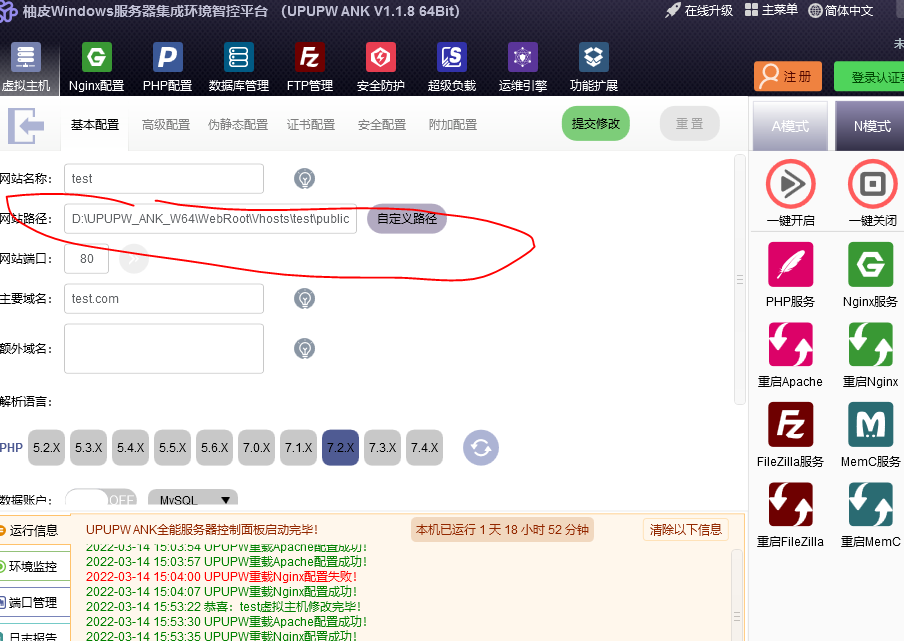 柚皮Windows服务器集成环境智控平台 （UPUPW ANK V1.1.8 64Bit）
在线升级 主菜单 简体中文
虚拟主机 Nginx配置 PHP配置 数据库管理 FTP管理 安全防护 超级负载 运维引擎 功能扩展
注 册 登录认证
基本配置 高级配置 伪静态配置 证书配置 安全配置 附加配置 提交修改 重 置
A模式 N模式
网站名称： test
网站路径： D:\UPUPW_ANK_W64\WebRoot\Vhosts\test\public 自定义路径
网站端口： 80
主要域名： test.com
额外域名：
解析语言：
PHP 5.2.X 5.3.X 5.4.X 5.5.X 5.6.X 7.0.X 7.1.X 7.2.X 7.3.X 7.4.X
数据账户： OFF MySQL
一键开启 一键关闭
PHP服务 Nginx服务
重启Apache 重启Nginx
FileZilla服务 MemC服务
重启FileZilla 重启MemC
运行信息
环境监控
端口管理
日志报告
UPUPW ANK全能服务器控制面板启动完毕！ 本机已运行 1 天 18 小时 52 分钟 清除以下信息
2022-03-14 15:03:54 UPUPW重载Apache配置成功！
2022-03-14 15:03:57 UPUPW重载Apache配置成功！
2022-03-14 15:04:00 UPUPW重载Nginx配置失败！
2022-03-14 15:04:07 UPUPW重载Nginx配置成功！
2022-03-14 15:53:22 恭喜：test虚拟主机修改完毕！
2022-03-14 15:53:30 UPUPW重载Apache配置成功！
2022-03-14 15:53:35 UPUPW重载Nginx配置成功！